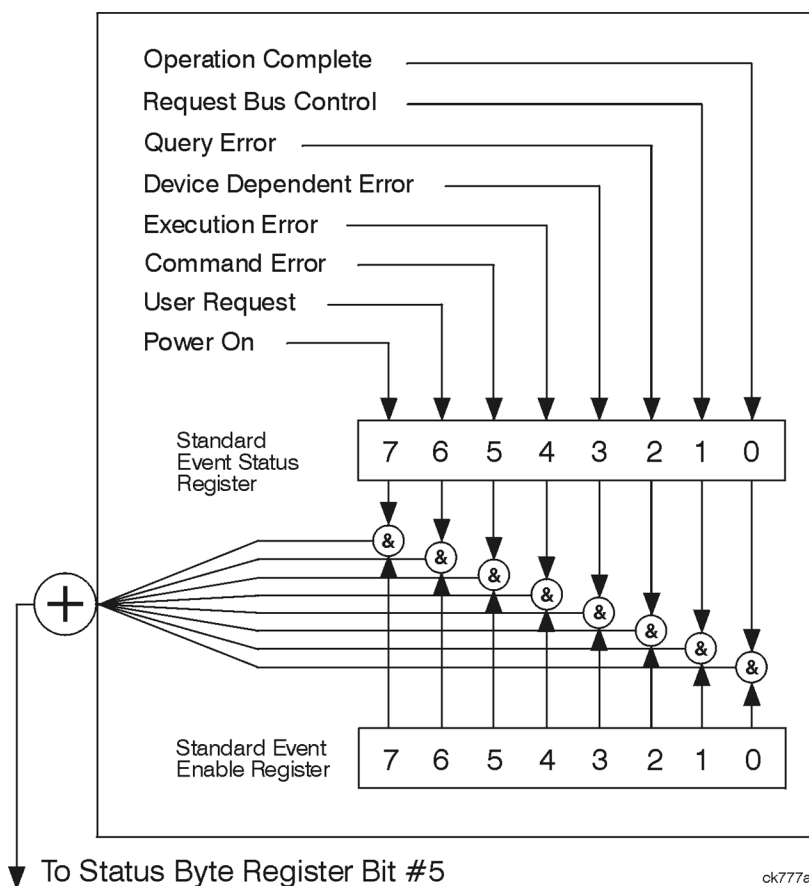 Operation Complete
Request Bus Control
Query Error
Device Dependent Error
Execution Error
Command Error
User Request
Power On
Standard
Event Status
Register
7 6 5 4 3 2 1 0
&
&
&
&
&
&
&
&
+
Standard Event
Enable Register
7 6 5 4 3 2 1 0
To Status Byte Register Bit #5
ck777a